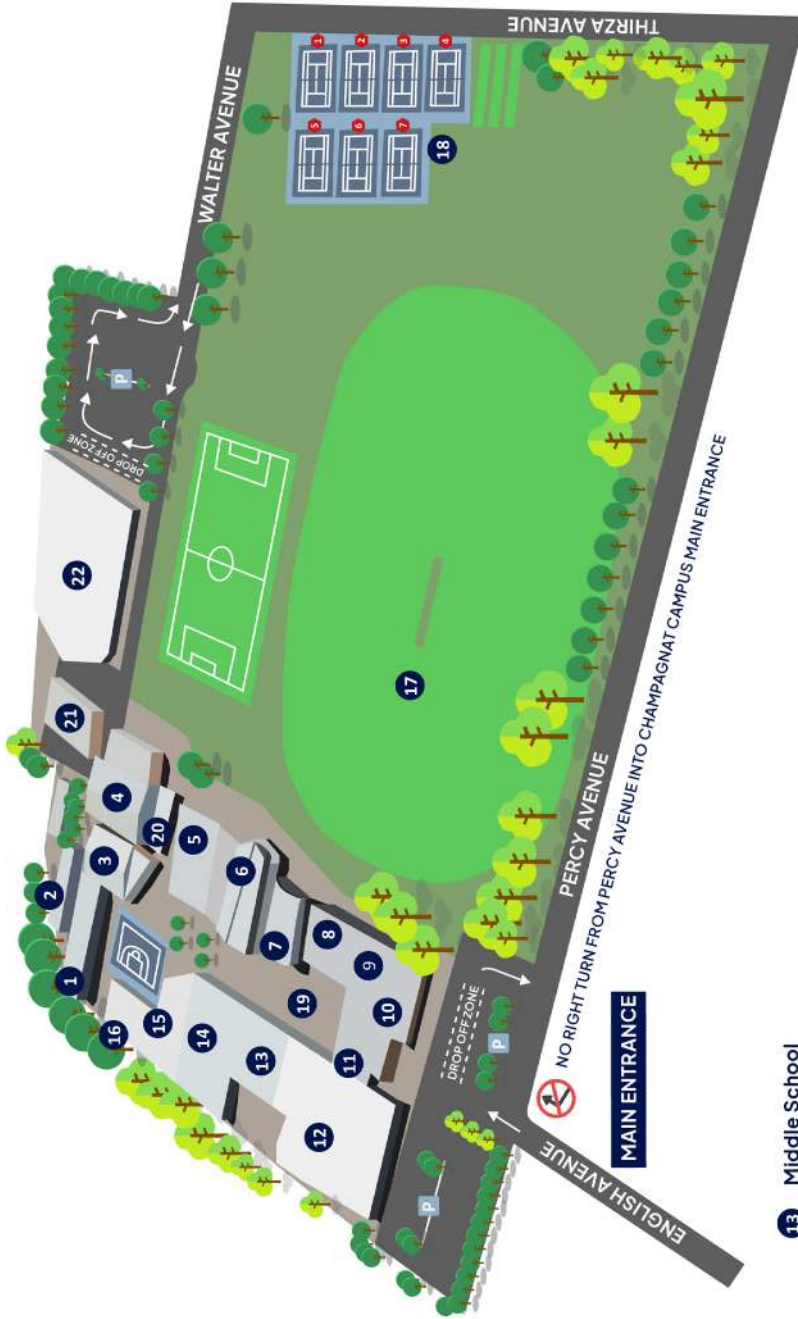 THIRZA AVENUE
WALTER AVENUE
1
2
3
4
5
6
7
18
P
DROP OFF ZONE
22
21
4
20
5
3
2
1
6
7
8
9
10
11
19
16
15
14
13
12
17
PERCY AVENUE
DROP OFF ZONE
P
P
NO RIGHT TURN FROM PERCY AVENUE INTO CHAMPAGNAT CAMPUS MAIN ENTRANCE
MAIN ENTRANCE
ENGLISH AVENUE
13 Middle School